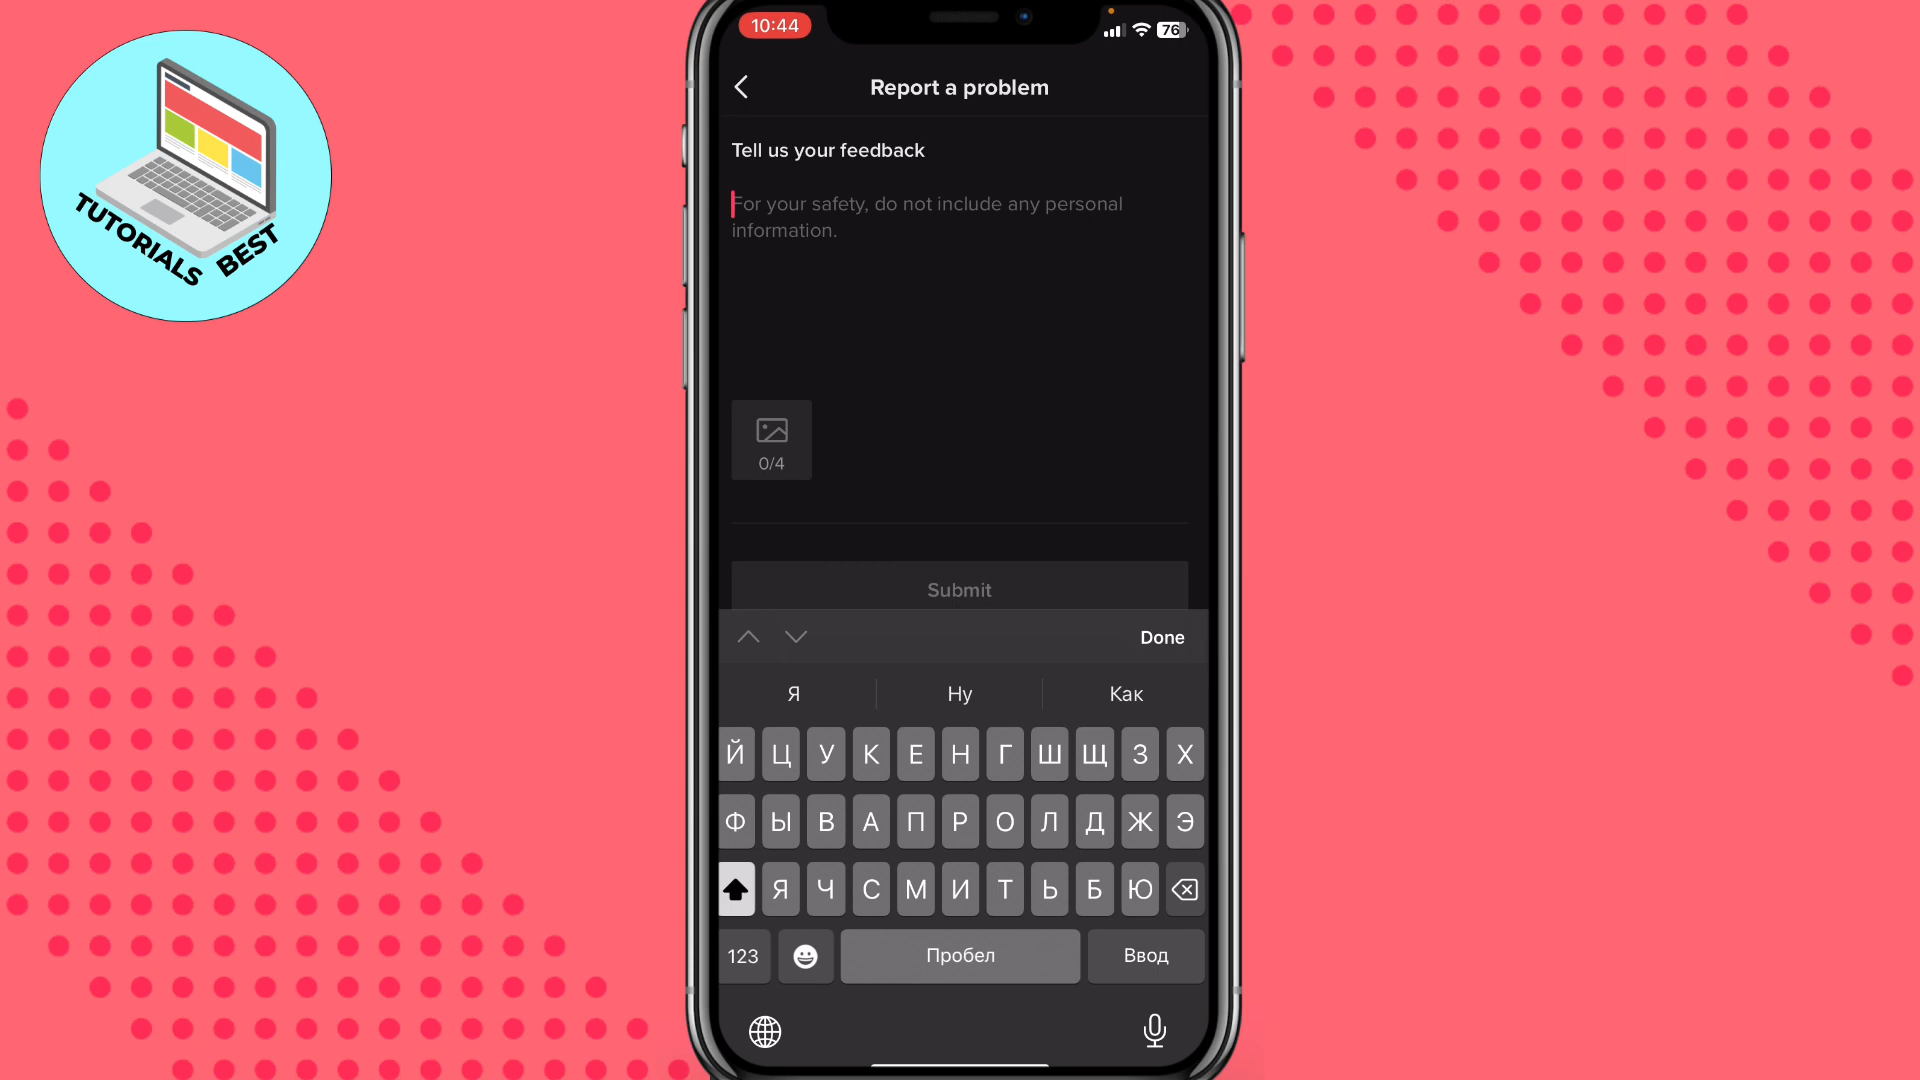 TUTORIALS BEST
10:44
76
Report a problem
Tell us your feedback
For your safety, do not include any personal
information.
0/4
Submit
Done
Я Ну Как
Й Ц У К Е Н Г Ш Щ З Х
Ф Ы В А П Р О Л Д Ж Э
Я Ч С М И Т Ь Б Ю
123 Пробел Ввод